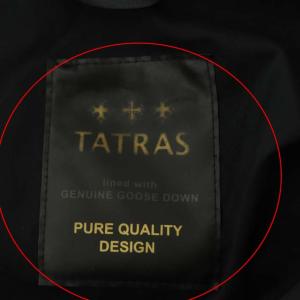 TATRAS
lined with
GENUINE GOOSE DOWN
PURE QUALITY
DESIGN